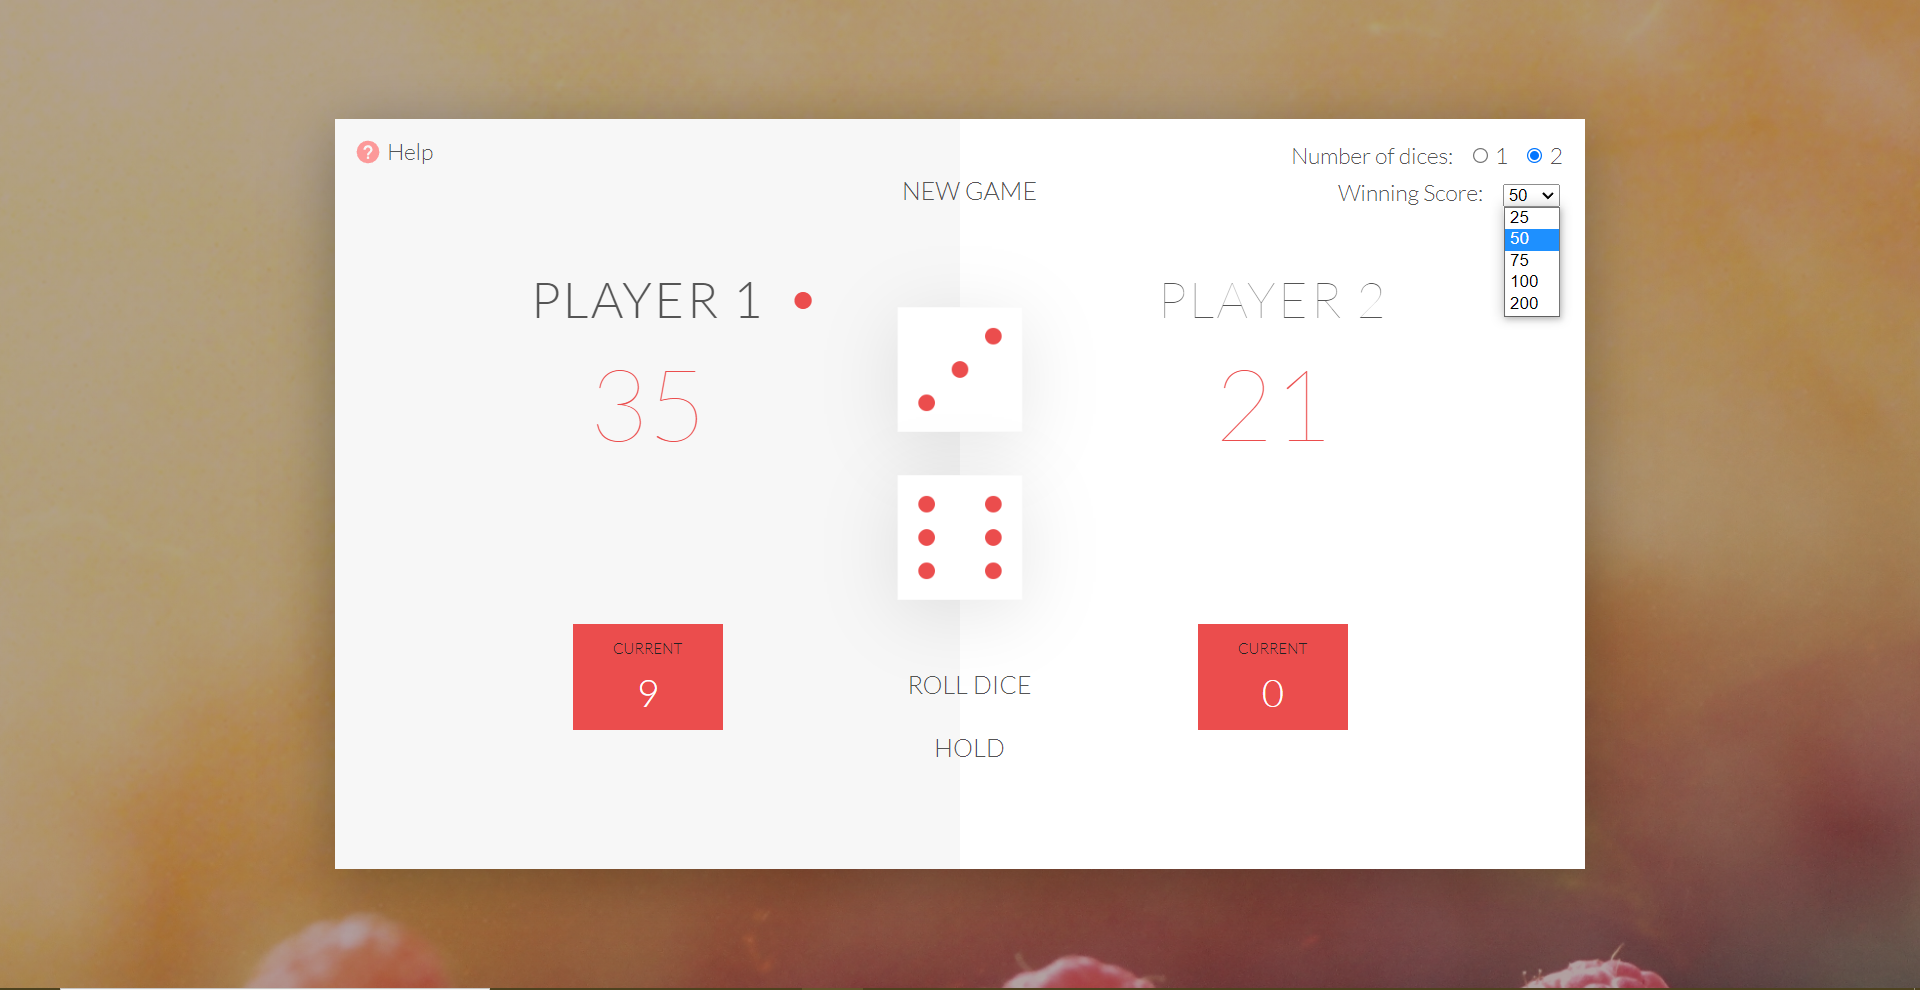 Help
Number of dices: 1 2
NEW GAME
Winning Score: 50
25
50
75
100
200
PLAYER 1
PLAYER 2
35
21
CURRENT
9
CURRENT
0
ROLL DICE
HOLD